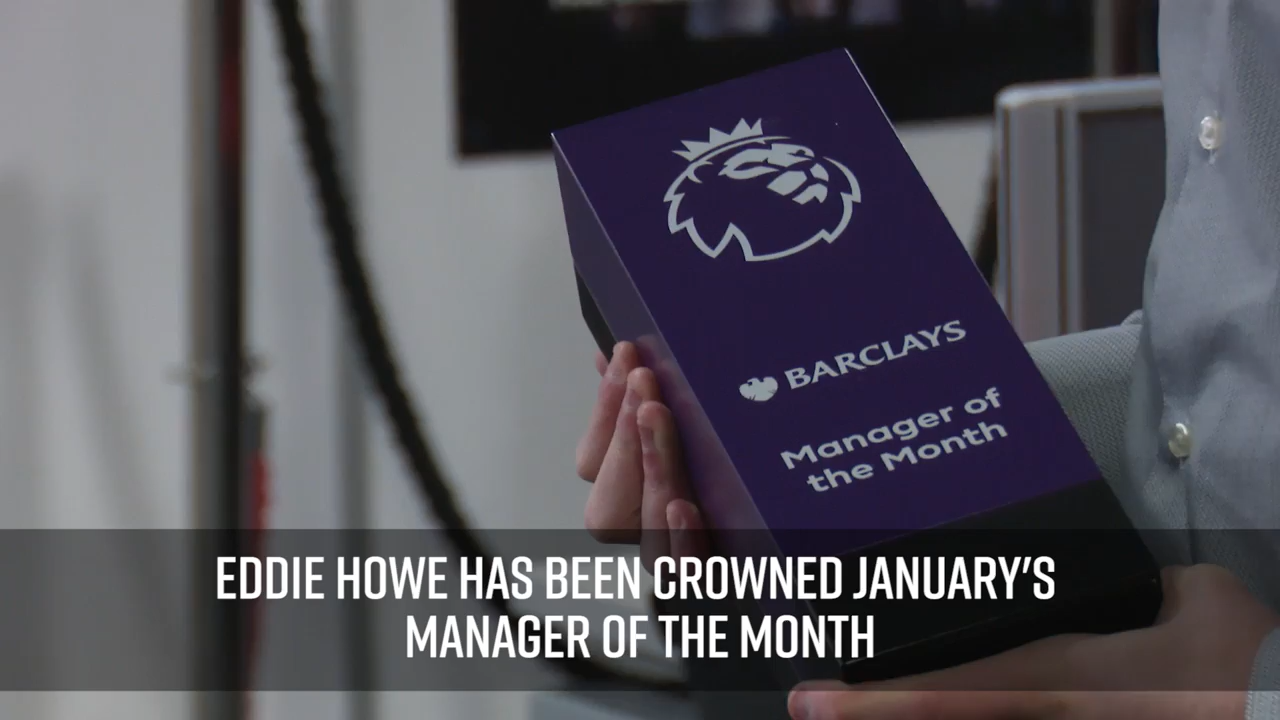 BARCLAYS
Manager of
the Month
EDDIE HOWE HAS BEEN CROWNED JANUARY'S
MANAGER OF THE MONTH